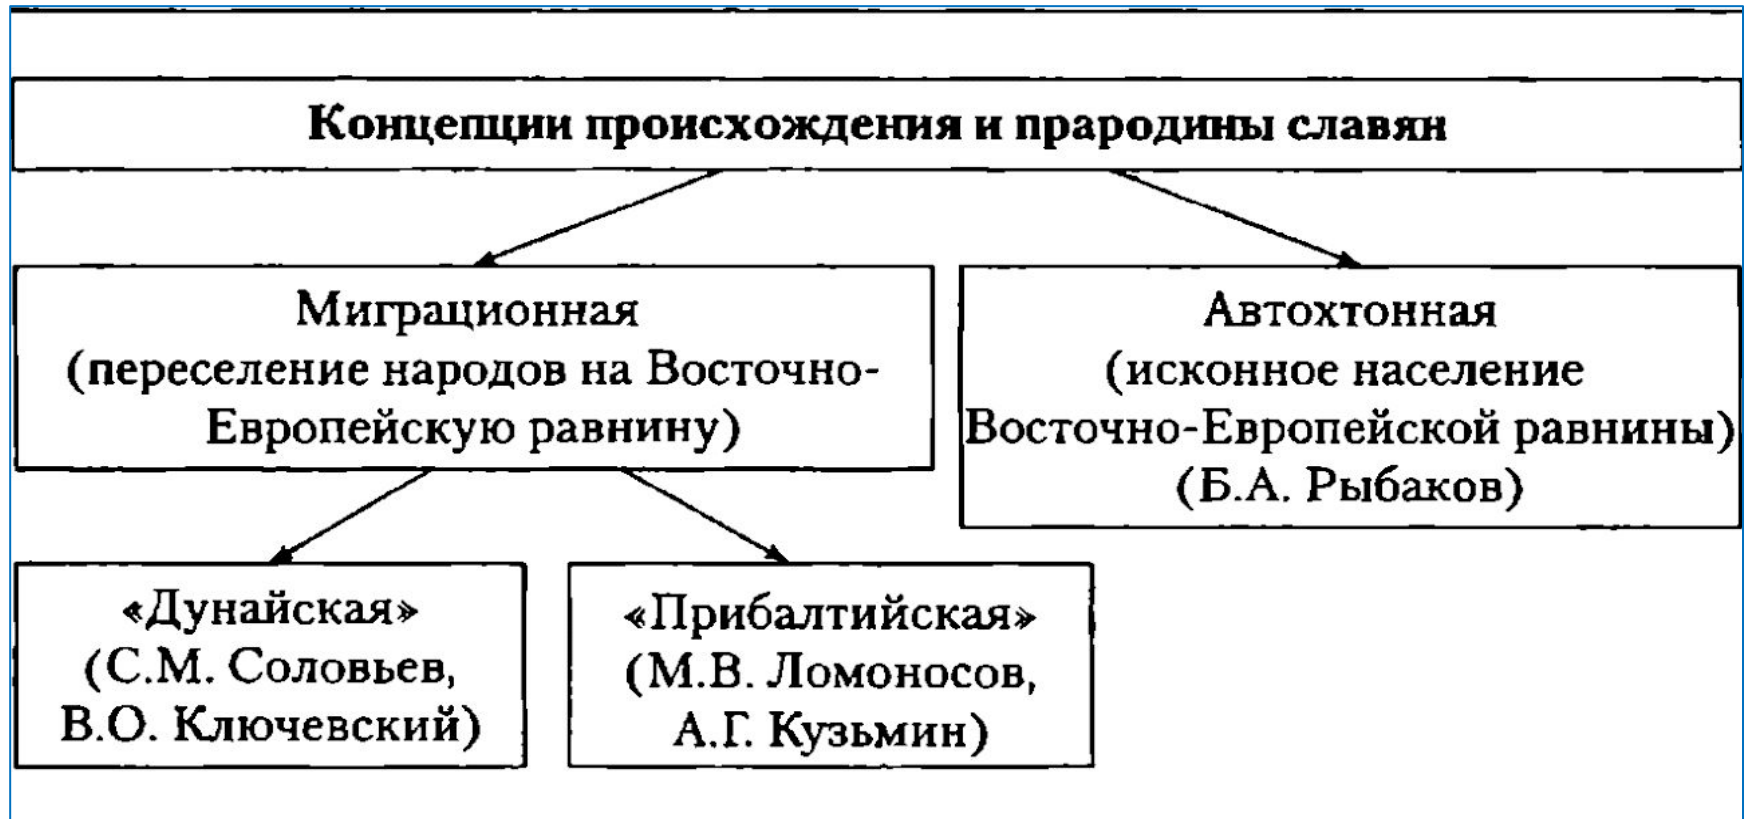 Концепции происхождения и прародины славян
Миграционная
(переселение народов на Восточно-
Европейскую равнину)
Автохтонная
(исконное население
Восточно-Европейской равнины)
(Б.А. Рыбаков)
«Дунайская»
(С.М. Соловьев,
В.О. Ключевский)
«Прибалтийская»
(М.В. Ломоносов,
А.Г. Кузьмин)